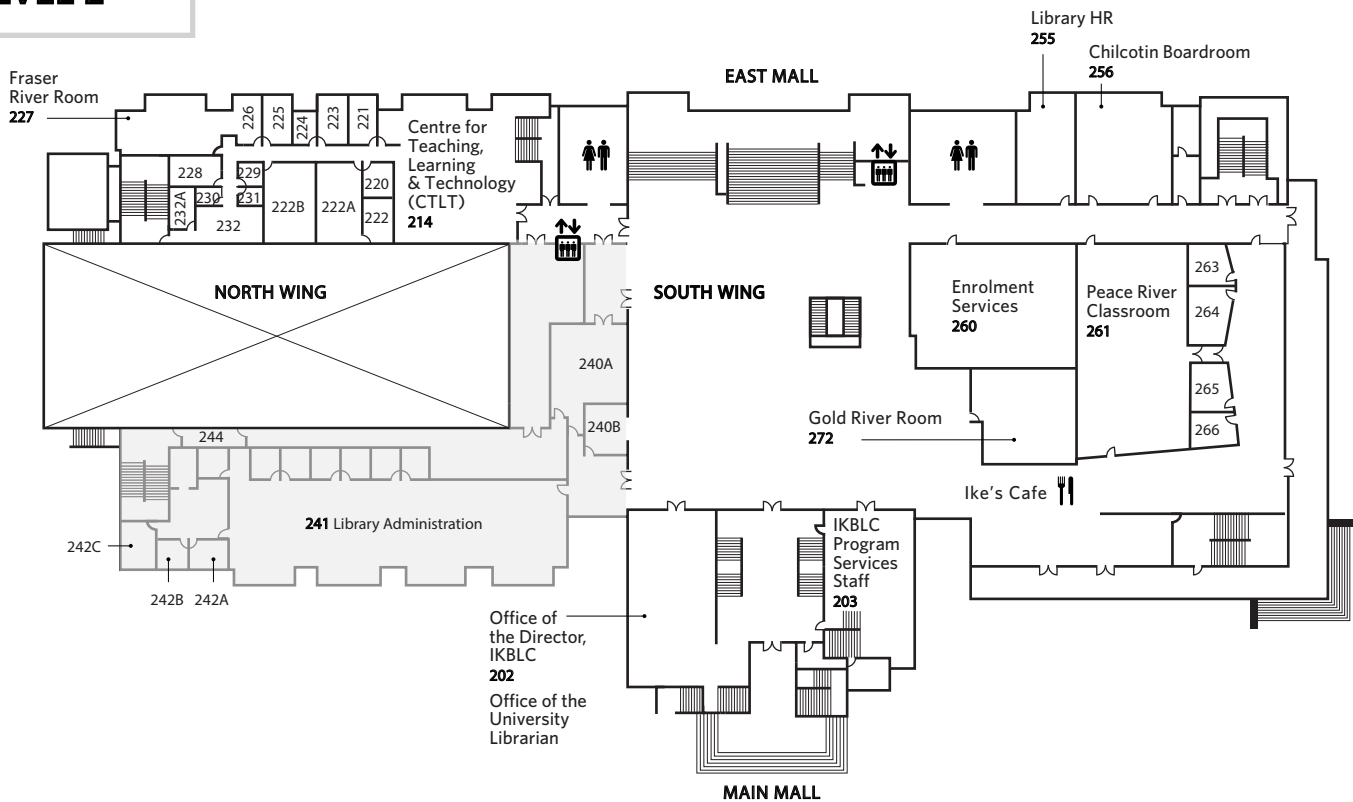 Library HR
255
Chilcotin Boardroom
256
EAST MALL
Fraser
River Room
227
226
225
224
223
221
Centre for
Teaching,
Learning
& Technology
(CTLT)
214
228
229
230
231
232A
232
222B
222A
220
222
NORTH WING
SOUTH WING
Enrolment
Services
260
Peace River
Classroom
261
263
264
265
266
240A
240B
Gold River Room
272
Ike's Cafe
244
241 Library Administration
242C
242B
242A
IKBLC
Program
Services
Staff
203
Office of
the Director,
IKBLC
202
Office of the
University
Librarian
MAIN MALL